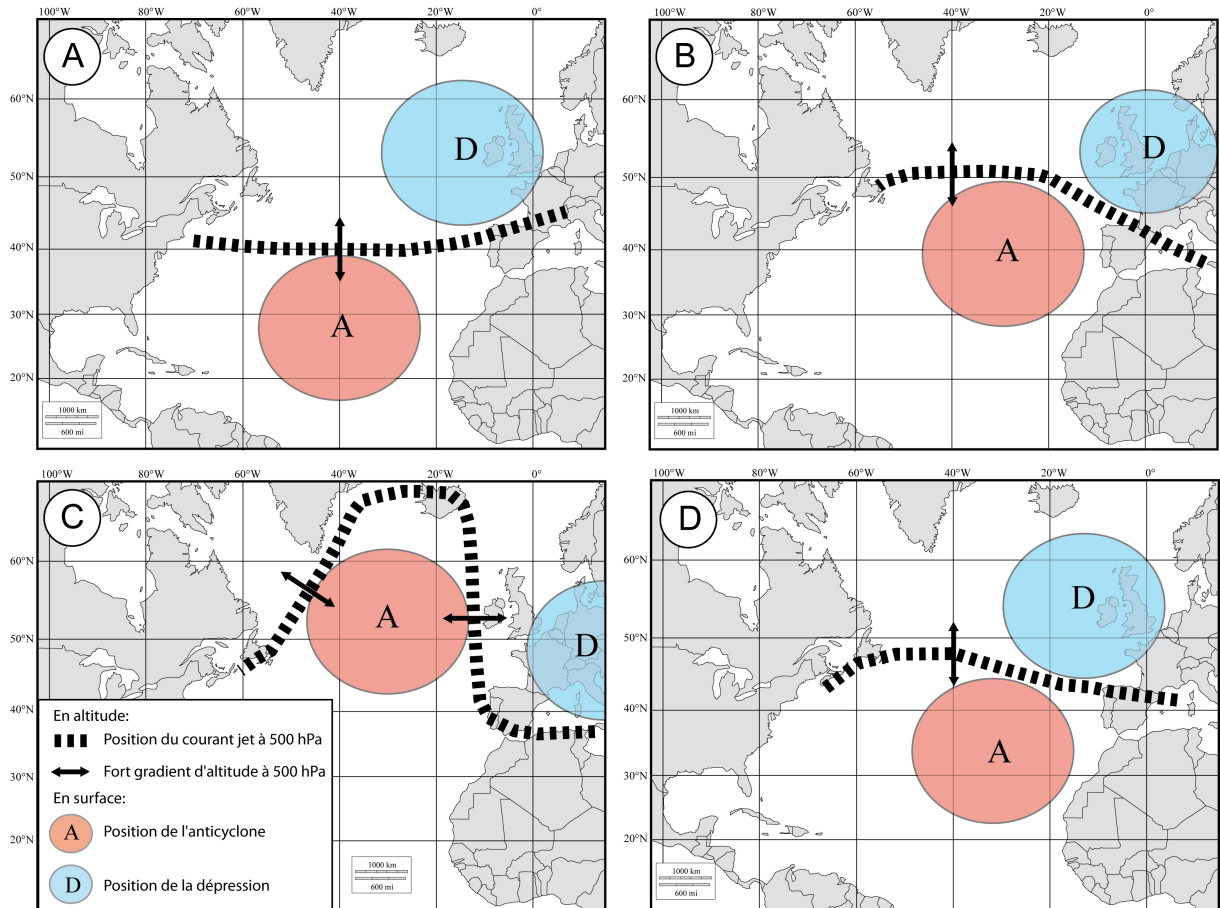 100°W 80°W 60°W 40°W 20°W 0°
A
60°N
50°N
40°N
30°N
20°N
D
A
1000 km
600 mi
100°W 80°W 60°W 40°W 20°W 0°
B
60°N
50°N
40°N
30°N
20°N
D
A
1000 km
600 mi
100°W 80°W 60°W 40°W 20°W 0°
C
60°N
50°N
40°N
30°N
20°N
A
D
En altitude:
Position du courant jet à 500 hPa
Fort gradient d'altitude à 500 hPa
En surface:
A Position de l'anticyclone
D Position de la dépression
1000 km
600 mi
100°W 80°W 60°W 40°W 20°W 0°
D
60°N
50°N
40°N
30°N
20°N
D
A
1000 km
600 mi